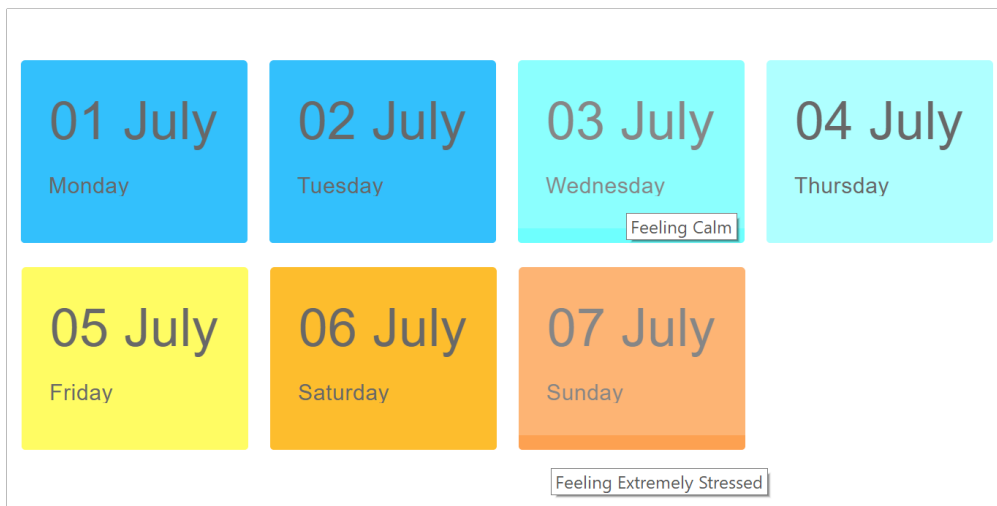 01 July
Monday
02 July
Tuesday
03 July
Wednesday
Feeling Calm
04 July
Thursday
05 July
Friday
06 July
Saturday
07 July
Sunday
Feeling Extremely Stressed